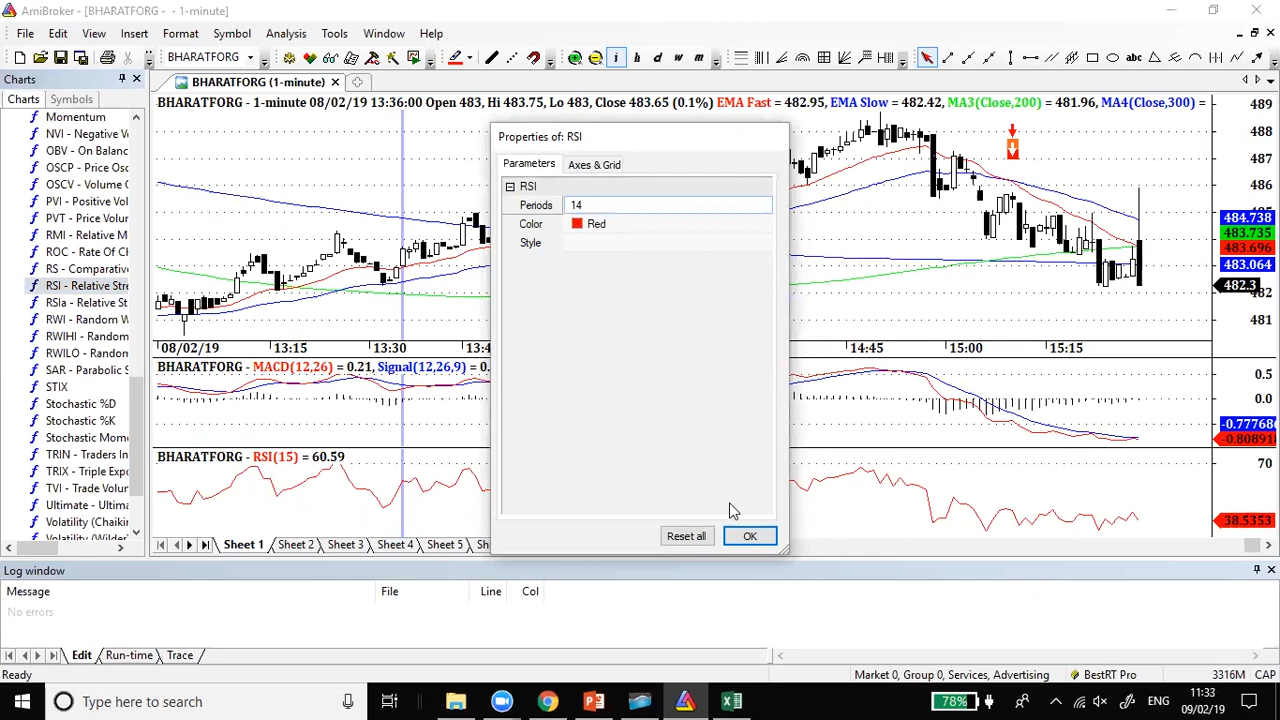 AmiBroker - [BHARATFORG - - 1-minute]
File Edit View Insert Format Symbol Analysis Tools Window Help
BHARATFORG
i h d w m
abc
Charts
BHARATFORG (1-minute)
Charts Symbols
BHARATFORG - 1-minute 08/02/19 13:36:00 Open 483, Hi 483.75, Lo 483, Close 483.65 (0.1%) EMA Fast = 482.95, EMA Slow = 482.42, MA3(Close,200) = 481.96, MA4(Close,300) =
Momentum
NVI - Negative V
OBV - On Balanc
OSCP - Price Osc
OSCV - Volume C
PVI - Positive Vo
PVT - Price Volum
RMI - Relative M
ROC - Rate Of Ch
RS - Comparative
RSI - Relative Stre
RSIa - Relative St
RWI - Random W
RWIHI - Random
RWILO - Random
SAR - Parabolic S
STIX
Stochastic %D
Stochastic %K
Stochastic Mome
TRIN - Traders In
TRIX - Triple Expo
TVI - Trade Volun
Ultimate - Ultima
Volatility (Chaikin
Properties of: RSI
Parameters Axes & Grid
RSI
Periods 14
Color Red
Style
Reset all OK
489
488
487
486
485
484.738
483.735
483.696
483.064
482.3
482
481
08/02/19 13:15 13:30 13:4 14:45 15:00 15:15
BHARATFORG - MACD(12,26) = 0.21, Signal(12,26,9) = 0.
0.5
0.0
-0.77768
-0.80891
BHARATFORG - RSI(15) = 60.59
70
38.5353
Sheet 1 Sheet 2 Sheet 3 Sheet 4 Sheet 5 Sh
Log window
Message File Line Col
No errors
Edit Run-time Trace
Ready Market 0, Group 0, Services, Advertising BestRT Pro 3316M CAP
Type here to search
78%
ENG
11:33
09/02/19